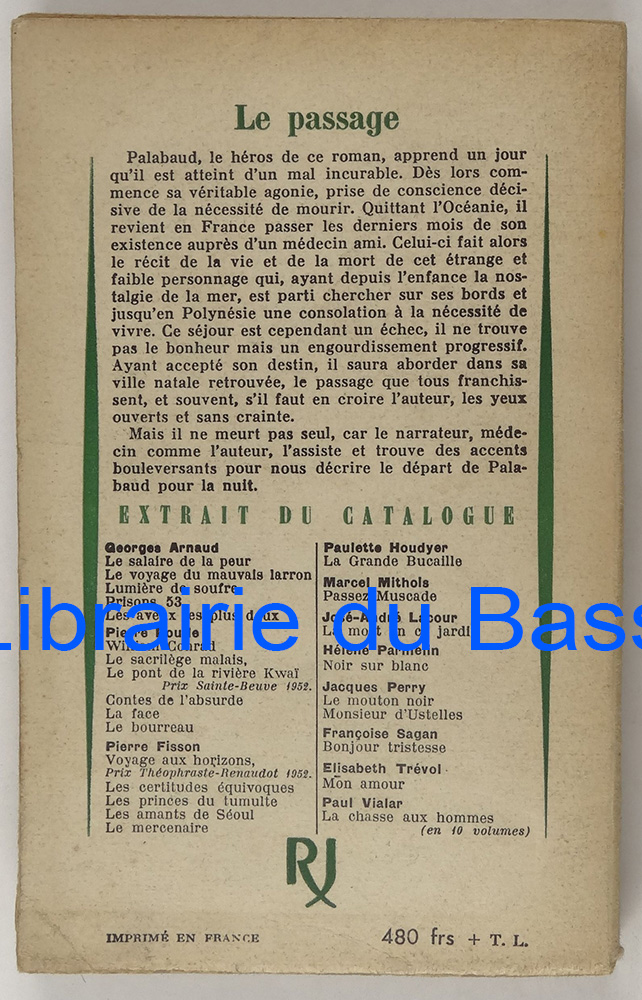 Le passage
Palabaud, le héros de ce roman, apprend un jour
qu'il est atteint d'un mal incurable. Dès lors com-
mence sa véritable agonie, prise de conscience déci-
sive de la nécessité de mourir. Quittant l'Océanie, il
revient en France passer les derniers mois de son
existence auprès d'un médecin ami. Celui-ci fait alors
le récit de la vie et de la mort de cet étrange et
faible personnage qui, ayant depuis l'enfance la nos-
talgie de la mer, est parti chercher sur ses bords et
jusqu'en Polynésie une consolation à la nécessité de
vivre. Ce séjour est cependant un échec, il ne trouve
pas le bonheur mais un engourdissement progressif.
Ayant accepté son destin, il saura aborder dans sa
ville natale retrouvée, le passage que tous franchis-
sent, et souvent, s'il faut en croire l'auteur, les yeux
ouverts et sans crainte.
Mais il ne meurt pas seul, car le narrateur, méde-
cin comme l'auteur, l'assiste et trouve des accents
bouleversants pour nous décrire le départ de Pala-
baud pour la nuit.
EXTRAIT DU CATALOGUE
Georges Arnaud
Le salaire de la peur
Le voyage du mauvais larron
Lumière de soufre
Prisons 53
Les aveux les plus doux
Pierre Boulle
William Conrad
Le sacrilège malais,
Le pont de la rivière Kwaï
Prix Sainte-Beuve 1952.
Contes de l'absurde
La face
Le bourreau
Pierre Fisson
Voyage aux horizons,
Prix Théophraste-Renaudot 1952.
Les certitudes équivoques
Les princes du tumulte
Les amants de Séoul
Le mercenaire
Paulette Houdyer
La Grande Bucaille
Marcel Mithois
Passez Muscade
José-André Lacour
La mort en ce jardin
Hélène Parmelin
Noir sur blanc
Jacques Perry
Le mouton noir
Monsieur d'Ustelles
Françoise Sagan
Bonjour tristesse
Elisabeth Trévol
Mon amour
Paul Vialar
La chasse aux hommes
(en 10 volumes)
Librairie du Bass
RJ
IMPRIMÉ EN FRANCE
480 frs + T. L.